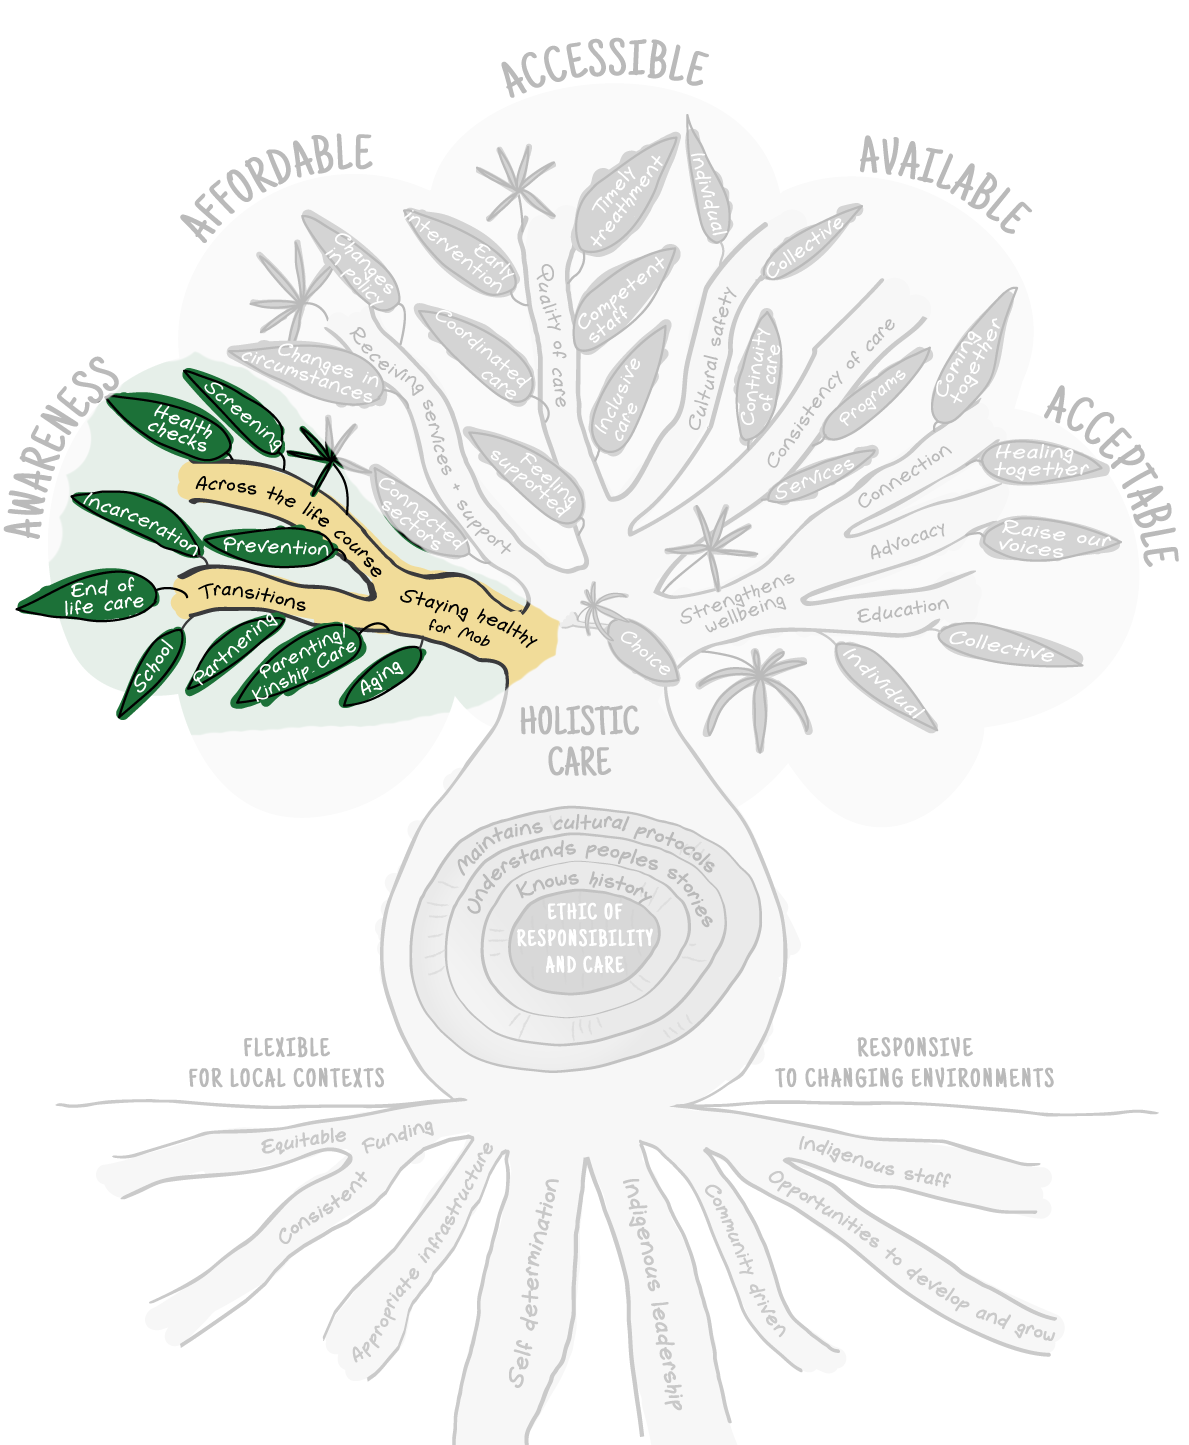 ACCESSIBLE
AFFORDABLE
AVAILABLE
AWARENESS
ACCEPTABLE
Health
checks
Screening
Across the life course
Incarceration
Prevention
End of
life care
Transitions
Staying healthy
for Mob
School
Partnering
Parenting/
Kinship.Care
Aging
Changes
in policy
Changes in
circumstances
Receiving services + support
Connected
sectors
Early
intervention
Coordinated
care
Feeling
supported
Quality of care
Timely
treathment
Competent
staff
Inclusive
care
Individual
Collective
Cultural safety
Continuity
of care
Consistency of care
Programs
Services
Coming
together
Connection
Healing
together
Advocacy
Raise our
voices
Strengthens
wellbeing
Education
Collective
Individual
Choice
HOLISTIC
CARE
Maintains cultural protocols
Understands peoples stories
Knows history
ETHIC OF
RESPONSIBILITY
AND CARE
FLEXIBLE
FOR LOCAL CONTEXTS
RESPONSIVE
TO CHANGING ENVIRONMENTS
Equitable
Funding
Consistent
Appropriate infrastructure
Self determination
Indigenous leadership
Community driven
Opportunities to develop and grow
Indigenous staff